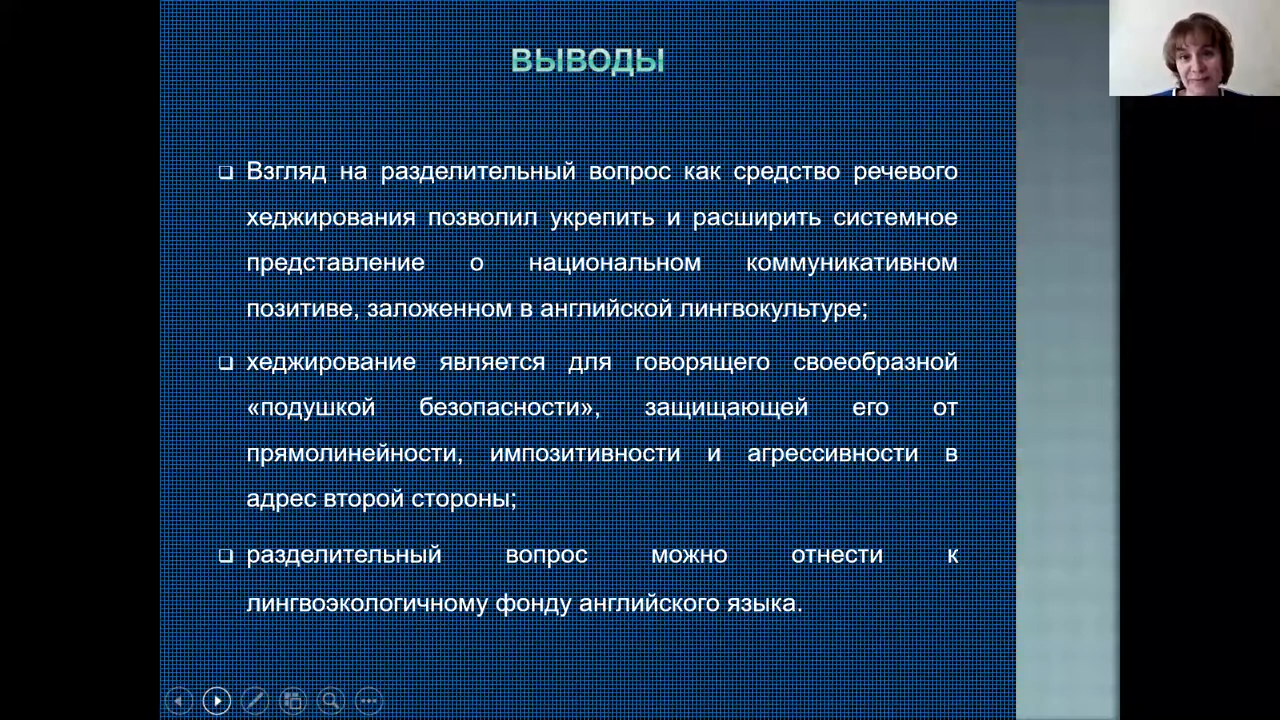 ВЫВОДЫ
Взгляд на разделительный вопрос как средство речевого
хеджирования позволил укрепить и расширить системное
представление о национальном коммуникативном
позитиве, заложенном в английской лингвокультуре;
хеджирование является для говорящего своеобразной
«подушкой безопасности», защищающей его от
прямолинейности, импозитивности и агрессивности в
адрес второй стороны;
разделительный вопрос можно отнести к
лингвоэкологичному фонду английского языка.